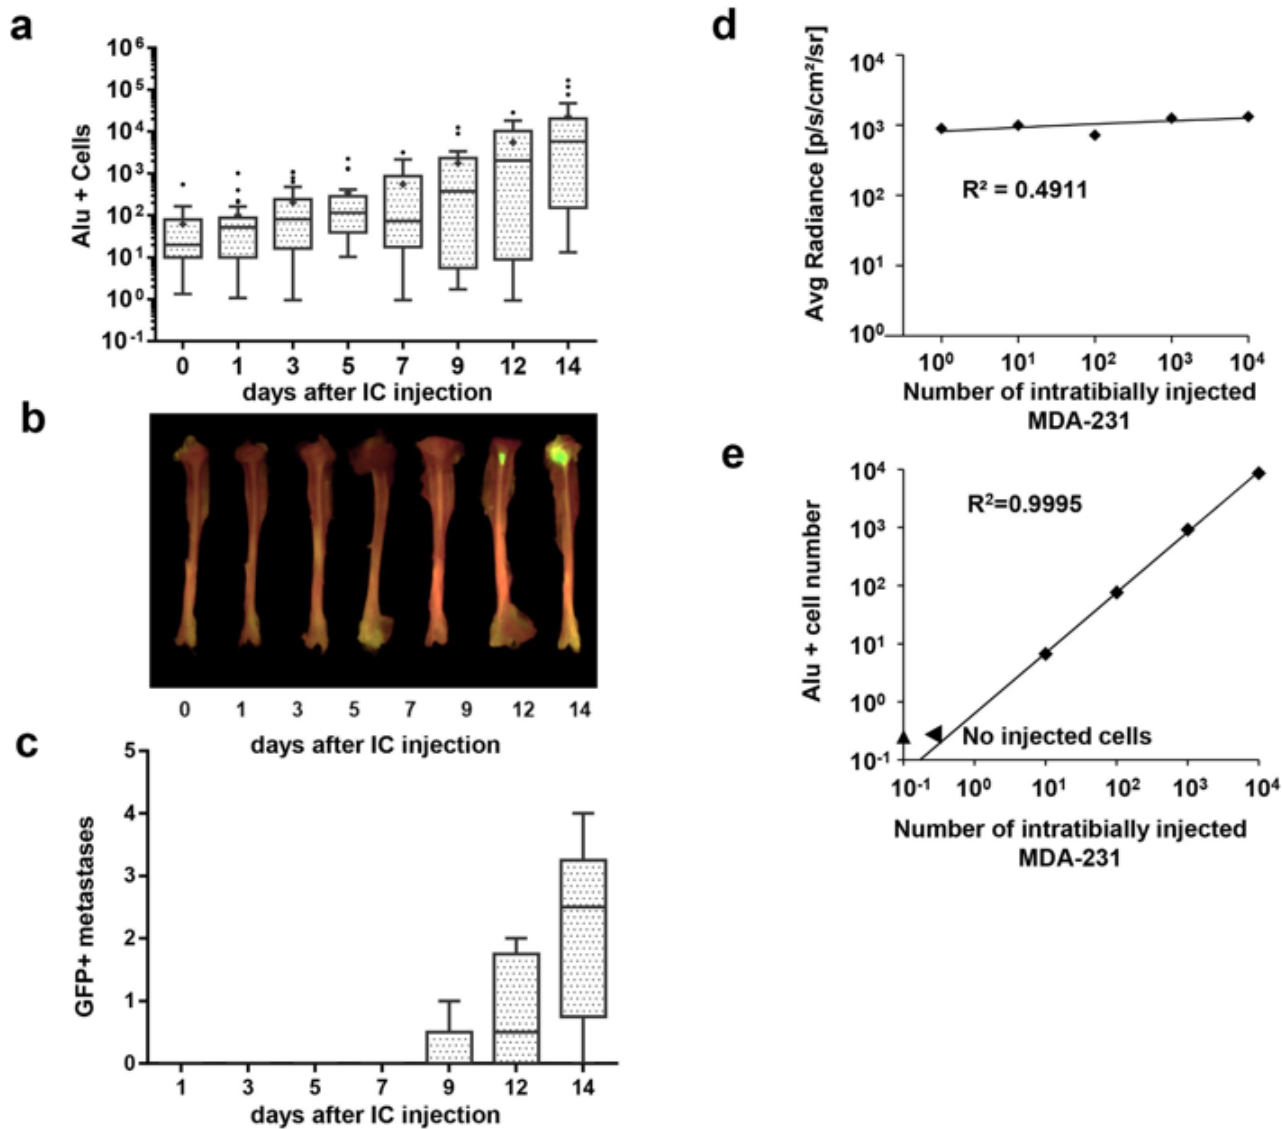 a
10⁶
10⁵
10⁴
10³
10²
10¹
10⁰
10⁻¹
Alu + Cells
0 1 3 5 7 9 12 14
days after IC injection
b
0 1 3 5 7 9 12 14
days after IC injection
c
5
4
3
2
1
0
GFP+ metastases
1 3 5 7 9 12 14
days after IC injection
d
10⁴
10³
10²
10¹
10⁰
Avg Radiance [p/s/cm²/sr]
R² = 0.4911
10⁰ 10¹ 10² 10³ 10⁴
Number of intratibially injected
MDA-231
e
10⁴
10³
10²
10¹
10⁰
10⁻¹
Alu + cell number
R²=0.9995
No injected cells
10⁻¹ 10⁰ 10¹ 10² 10³ 10⁴
Number of intratibially injected
MDA-231